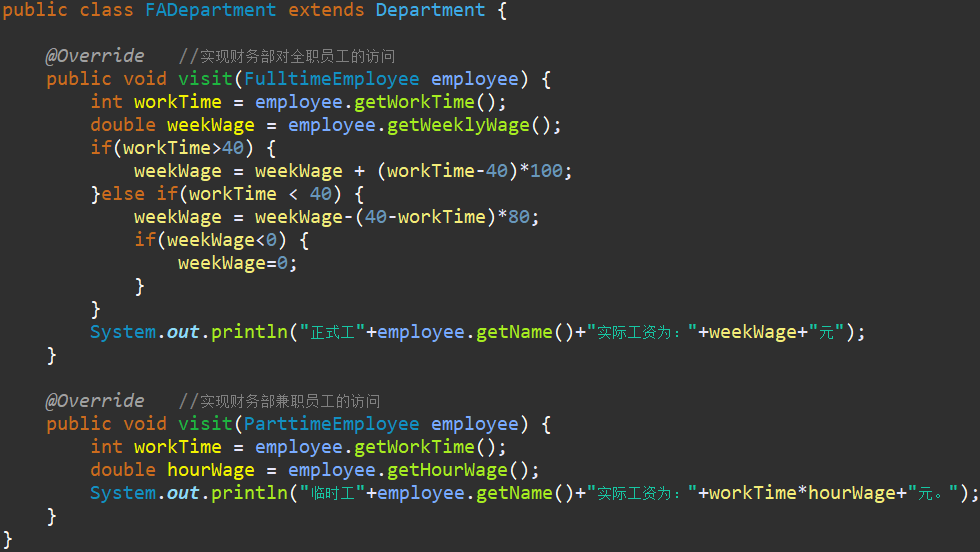 public class FADepartment extends Department {
@Override   //实现财务部对全职员工的访问
public void visit(FulltimeEmployee employee) {
int workTime = employee.getWorkTime();
double weekWage = employee.getWeeklyWage();
if(workTime>40) {
weekWage = weekWage + (workTime-40)*100;
}else if(workTime < 40) {
weekWage = weekWage-(40-workTime)*80;
if(weekWage<0) {
weekWage=0;
}
}
System.out.println("正式工"+employee.getName()+"实际工资为："+weekWage+"元");
}
@Override   //实现财务部兼职员工的访问
public void visit(ParttimeEmployee employee) {
int workTime = employee.getWorkTime();
double hourWage = employee.getHourWage();
System.out.println("临时工"+employee.getName()+"实际工资为："+workTime*hourWage+"元。");
}
}